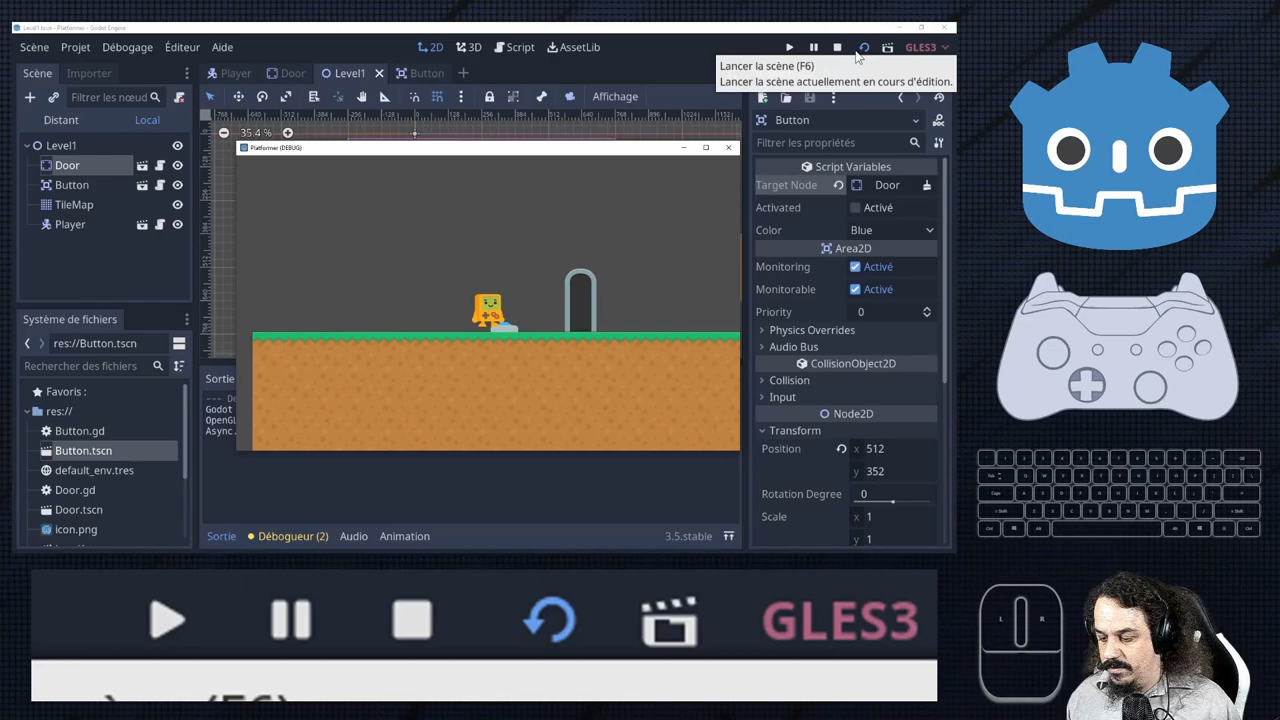 Level1.tscn - Platformer - Godot Engine
Scène Projet Débogage Éditeur Aide
2D 3D Script AssetLib
GLES3
Lancer la scène (F6)
Lancer la scène actuellement en cours d'édition.
Scène Importer
Player Door Level1 Button
Filtrer les nœud
Affichage
Distant Local
35.4 %
Level1
Door
Button
TileMap
Player
Platformer (DEBUG)
Button
Filtrer les propriétés
Script Variables
Target Node Door
Activated Activé
Color Blue
Area2D
Monitoring Activé
Monitorable Activé
Priority 0
Physics Overrides
Audio Bus
CollisionObject2D
Collision
Input
Node2D
Transform
Position x 512
y 352
Rotation Degree 0
Scale x 1
y 1
Système de fichiers
res://Button.tscn
Rechercher des fichiers
Favoris :
res://
Button.gd
Button.tscn
default_env.tres
Door.gd
Door.tscn
icon.png
Sortie
--- De
Godot
OpenGL
Async.
Sortie Débogueur (2) Audio Animation 3.5.stable
GLES3
L R